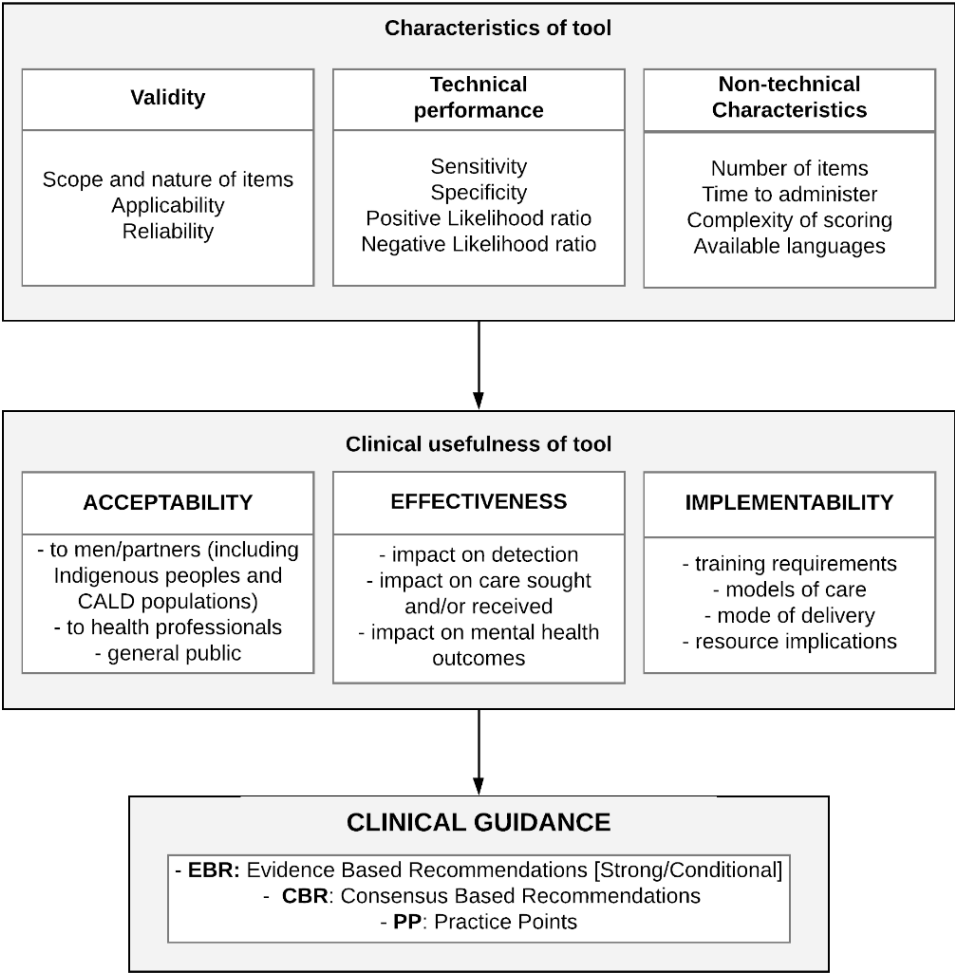 Characteristics of tool
Validity
Scope and nature of items
Applicability
Reliability
Technical
performance
Sensitivity
Specificity
Positive Likelihood ratio
Negative Likelihood ratio
Non-technical
Characteristics
Number of items
Time to administer
Complexity of scoring
Available languages
Clinical usefulness of tool
ACCEPTABILITY
- to men/partners (including
Indigenous peoples and
CALD populations)
- to health professionals
- general public
EFFECTIVENESS
- impact on detection
- impact on care sought
and/or received
- impact on mental health
outcomes
IMPLEMENTABILITY
- training requirements
- models of care
- mode of delivery
- resource implications
CLINICAL GUIDANCE
- EBR: Evidence Based Recommendations [Strong/Conditional]
- CBR: Consensus Based Recommendations
- PP: Practice Points